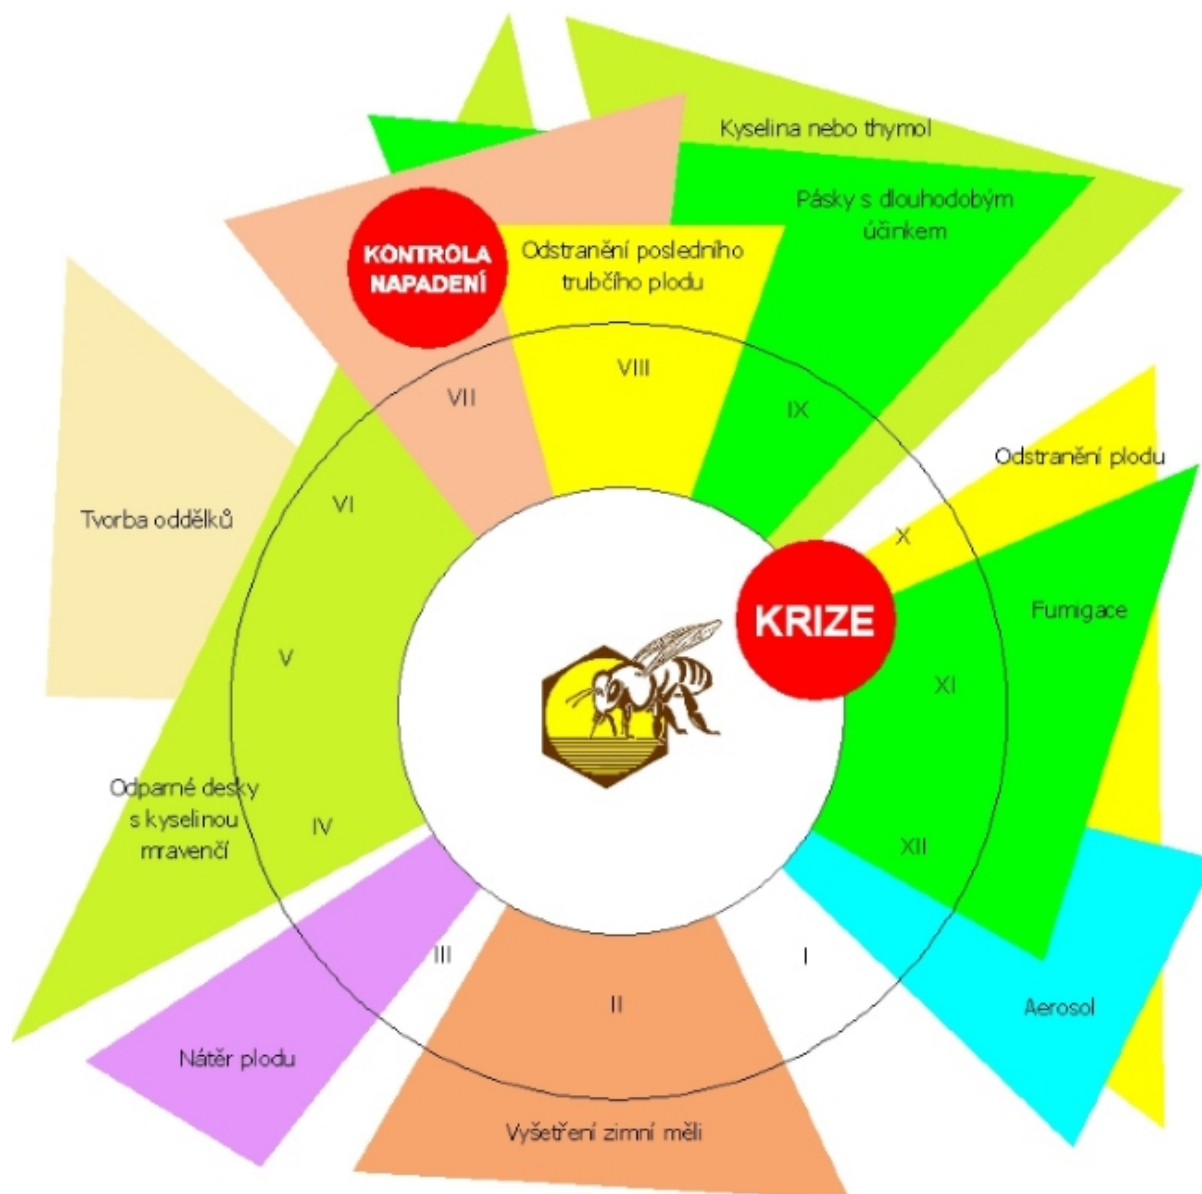 Kyselina nebo thymol
Pásky s dlouhodobým
účinkem
KONTROLA
NAPADENÍ
Odstranění posledního
trubčího plodu
VIII
VII
IX
Odstranění plodu
VI
Tvorba oddělků
X
KRIZE
Fumigace
V
XI
Odparné desky
s kyselinou
mravenčí
IV
XII
III
I
II
Aerosol
Nátěr plodu
Vyšetření zimní měli